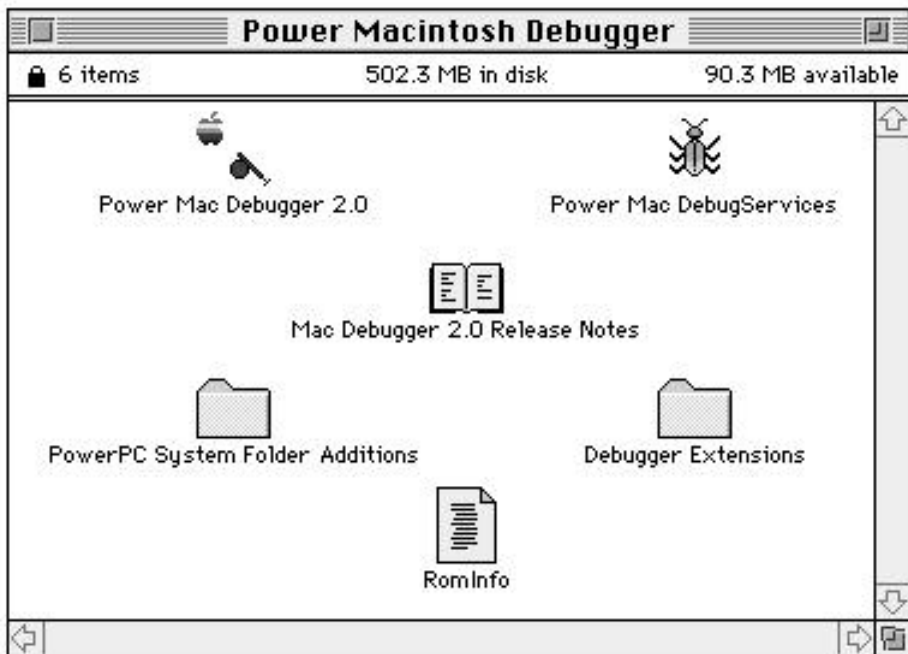 Power Macintosh Debugger
6 items 502.3 MB in disk 90.3 MB available
Power Mac Debugger 2.0 Power Mac DebugServices
Mac Debugger 2.0 Release Notes
PowerPC System Folder Additions Debugger Extensions
RomInfo